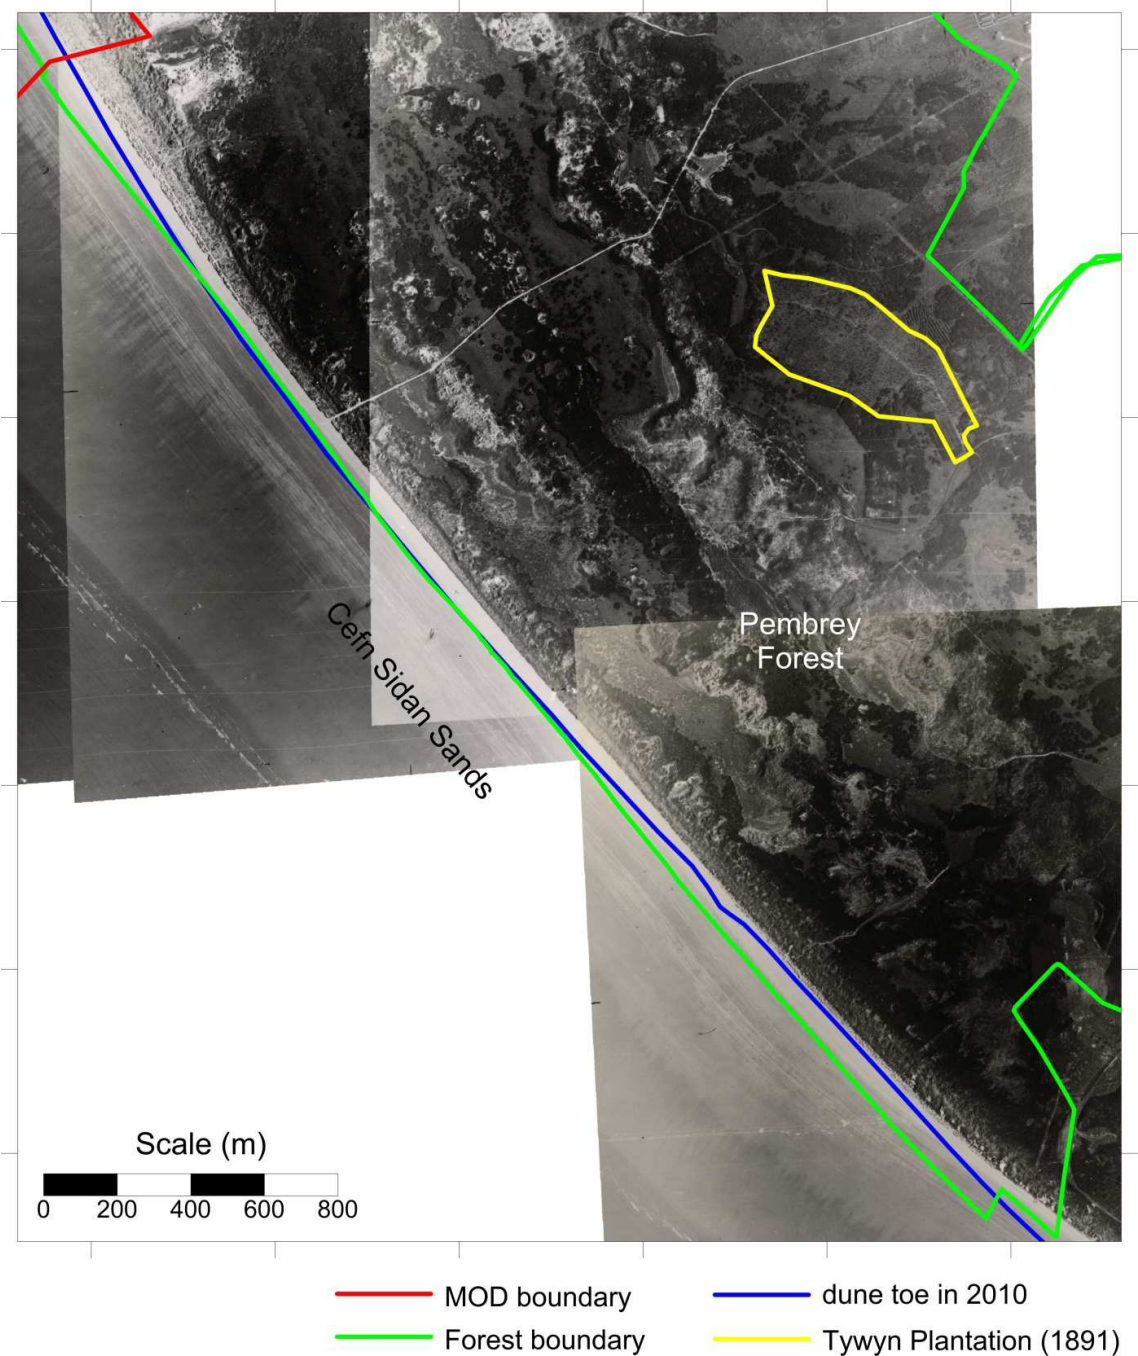 Pembrey
Forest
Cefn Sidan Sands
Scale (m)
0 200 400 600 800
MOD boundary
dune toe in 2010
Forest boundary
Tywyn Plantation (1891)